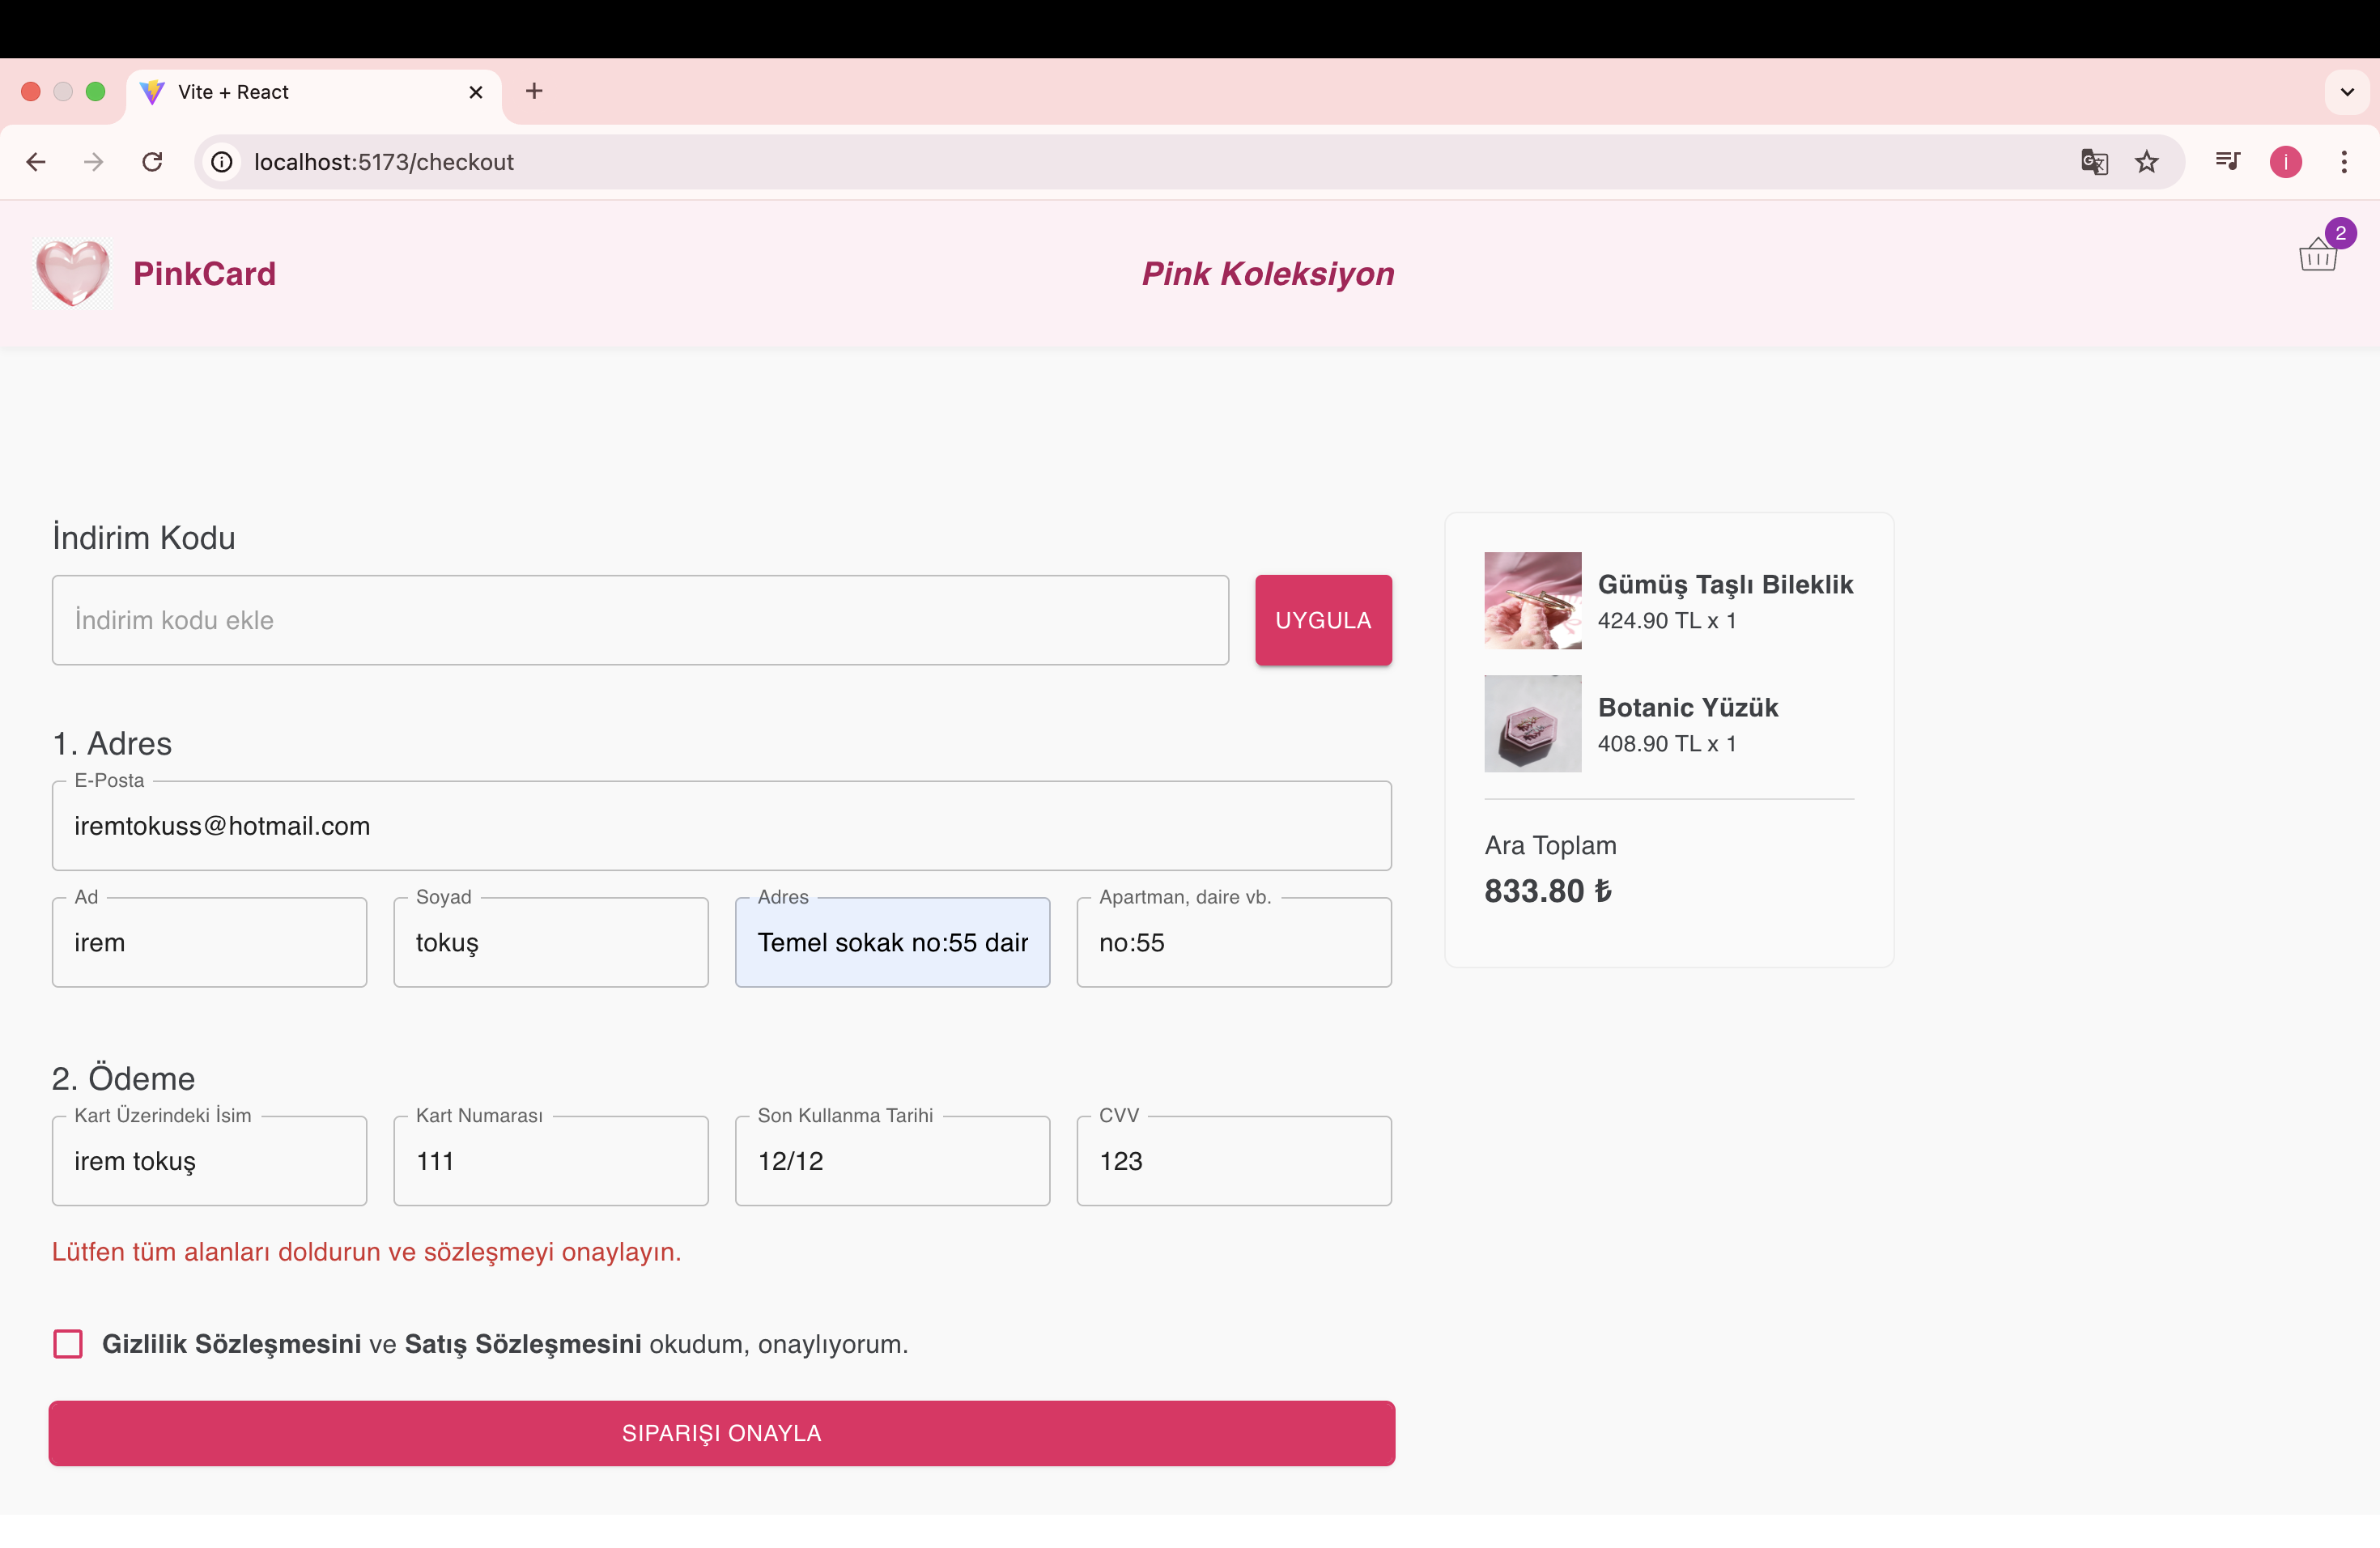 Vite + React
localhost:5173/checkout
i
PinkCard
Pink Koleksiyon
2
İndirim Kodu
İndirim kodu ekle
UYGULA
1. Adres
E-Posta
iremtokuss@hotmail.com
Ad
irem
Soyad
tokuş
Adres
Temel sokak no:55 dair
Apartman, daire vb.
no:55
2. Ödeme
Kart Üzerindeki İsim
irem tokuş
Kart Numarası
111
Son Kullanma Tarihi
12/12
CVV
123
Lütfen tüm alanları doldurun ve sözleşmeyi onaylayın.
Gizlilik Sözleşmesini ve Satış Sözleşmesini okudum, onaylıyorum.
SIPARIŞI ONAYLA
Gümüş Taşlı Bileklik
424.90 TL x 1
Botanic Yüzük
408.90 TL x 1
Ara Toplam
833.80 ₺